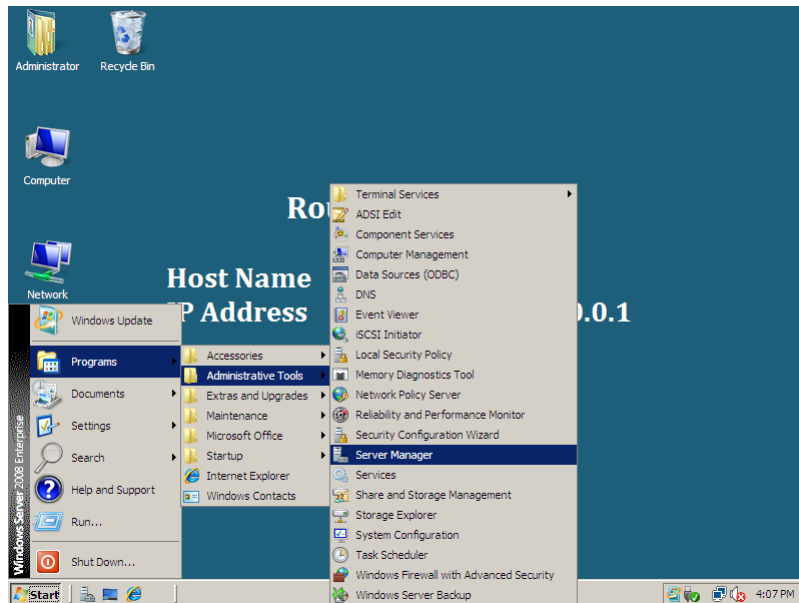 Administrator
Recycle Bin
Computer
Network
Host Name
IP Address
.0.1
Windows Update
Programs
Documents
Settings
Search
Help and Support
Run...
Shut Down...
Windows Server 2008 Enterprise
Accessories
Administrative Tools
Extras and Upgrades
Maintenance
Microsoft Office
Startup
Internet Explorer
Windows Contacts
Terminal Services
ADSI Edit
Component Services
Computer Management
Data Sources (ODBC)
DNS
Event Viewer
iSCSI Initiator
Local Security Policy
Memory Diagnostics Tool
Network Policy Server
Reliability and Performance Monitor
Security Configuration Wizard
Server Manager
Services
Share and Storage Management
Storage Explorer
System Configuration
Task Scheduler
Windows Firewall with Advanced Security
Windows Server Backup
Start
4:07 PM